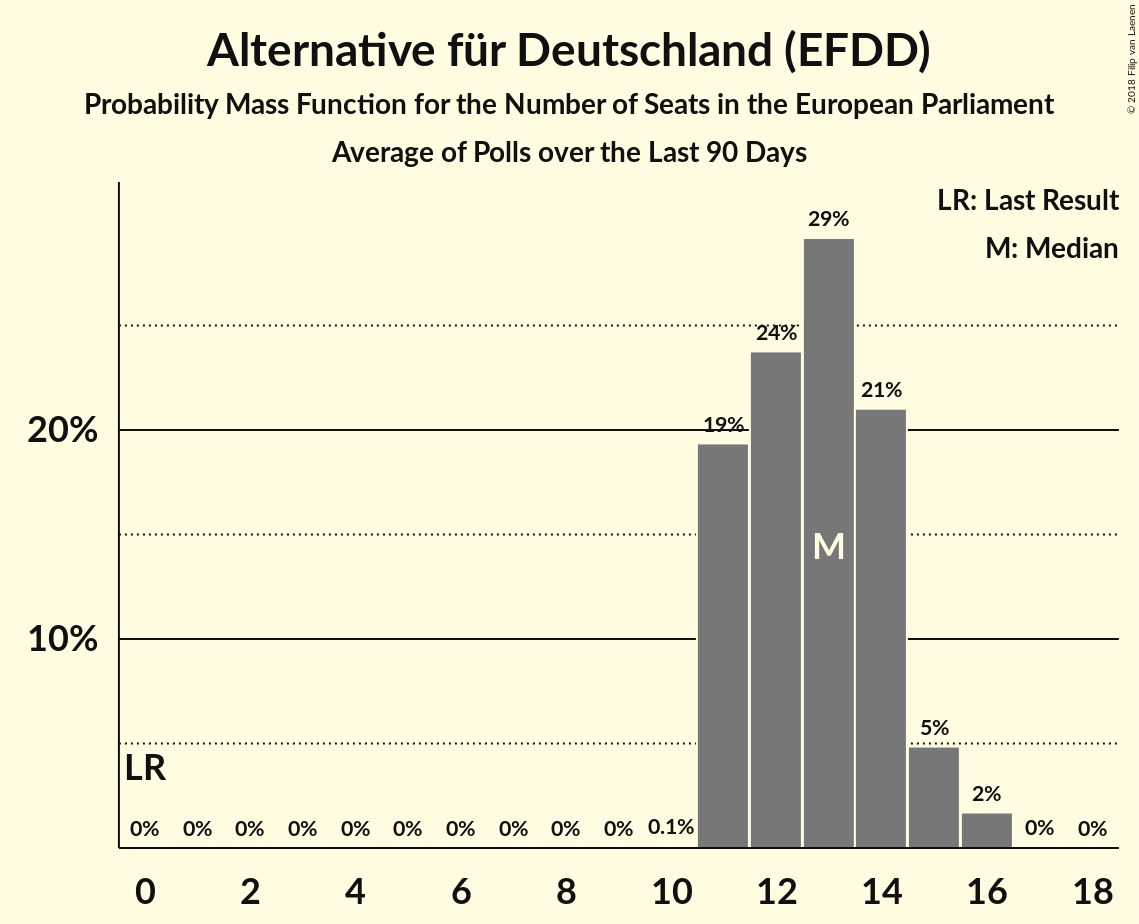 Alternative für Deutschland (EFDD)
Probability Mass Function for the Number of Seats in the European Parliament
Average of Polls over the Last 90 Days
© 2018 Filip van Laenen
LR: Last Result
M: Median
29%
24%
21%
20%
19%
M
10%
5%
LR
2%
0% 0% 0% 0% 0% 0% 0% 0% 0% 0% 0.1% 0% 0%
0 2 4 6 8 10 12 14 16 18